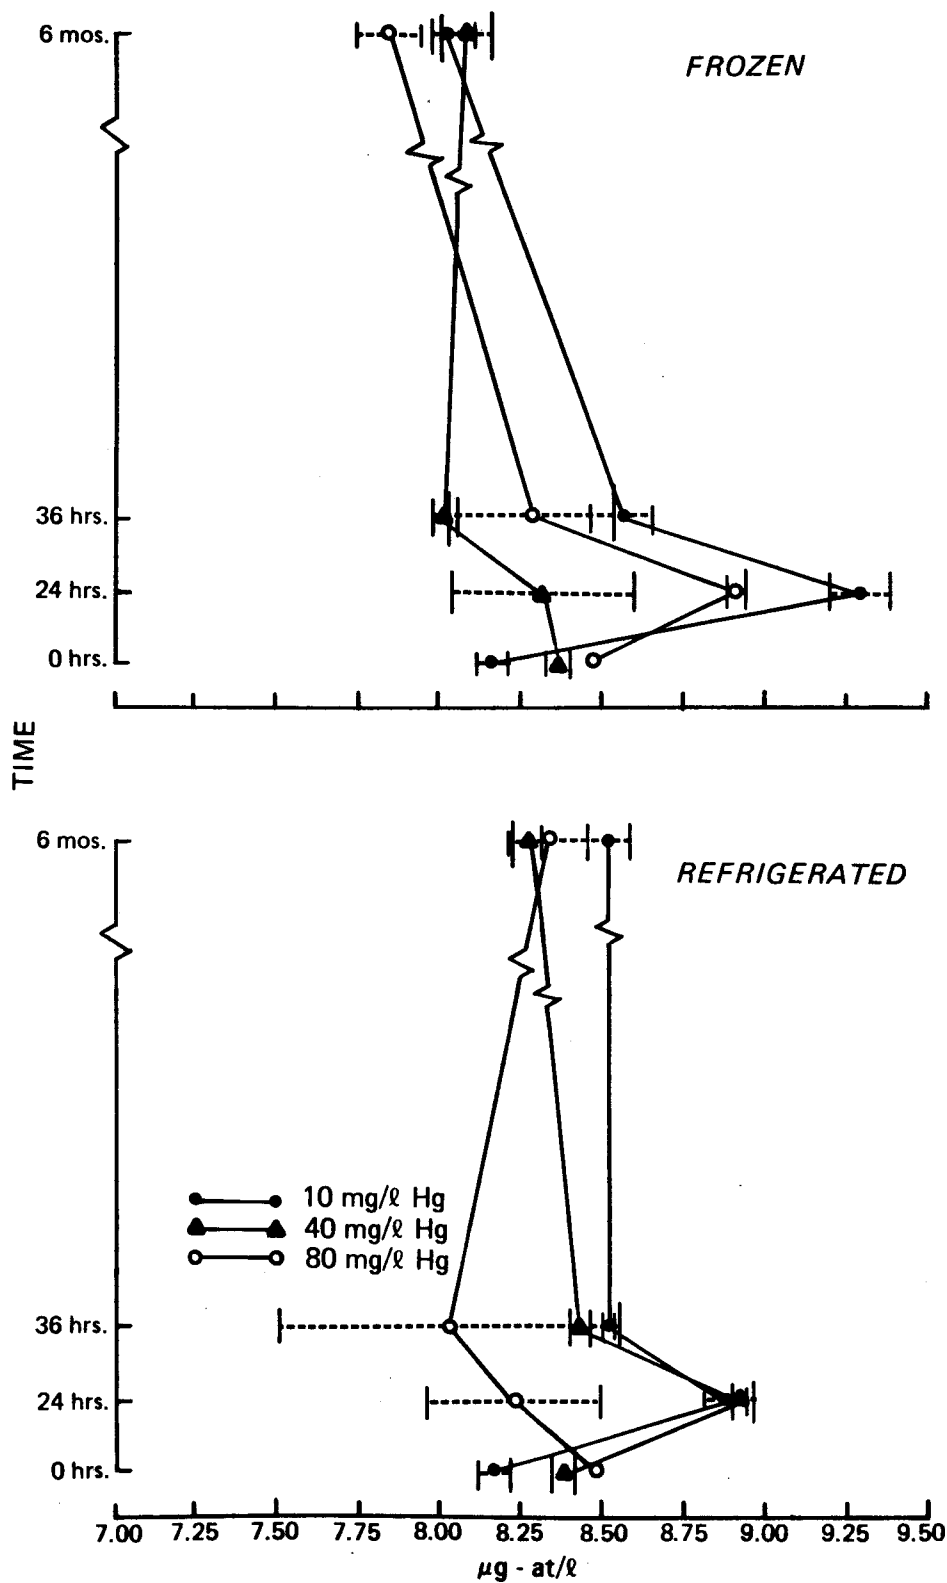 6 mos.
FROZEN
36 hrs.
24 hrs.
0 hrs.
TIME
6 mos.
REFRIGERATED
10 mg/ℓ Hg
40 mg/ℓ Hg
80 mg/ℓ Hg
36 hrs.
24 hrs.
0 hrs.
7.00 7.25 7.50 7.75 8.00 8.25 8.50 8.75 9.00 9.25 9.50
μg - at/ℓ